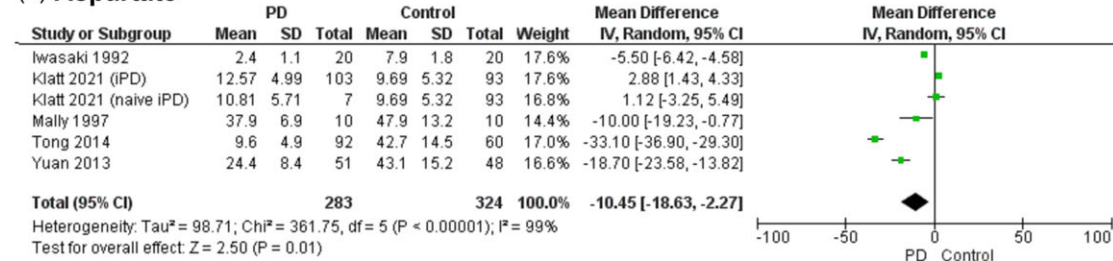 PD Control Mean Difference Mean Difference
Study or Subgroup Mean SD Total Mean SD Total Weight IV, Random, 95% CI IV, Random, 95% CI
Iwasaki 1992 2.4 1.1 20 7.9 1.8 20 17.6% -5.50 [-6.42, -4.58]
Klatt 2021 (iPD) 12.57 4.99 103 9.69 5.32 93 17.6% 2.88 [1.43, 4.33]
Klatt 2021 (naive iPD) 10.81 5.71 7 9.69 5.32 93 16.8% 1.12 [-3.25, 5.49]
Mally 1997 37.9 6.9 10 47.9 13.2 10 14.4% -10.00 [-19.23, -0.77]
Tong 2014 9.6 4.9 92 42.7 14.5 60 17.0% -33.10 [-36.90, -29.30]
Yuan 2013 24.4 8.4 51 43.1 15.1 48 16.6% -18.70 [-23.58, -13.82]
Total (95% CI) 283 324 100.0% -10.45 [-18.63, -2.27]
Heterogeneity: Tau² = 98.71; Chi² = 361.75, df = 5 (P < 0.00001); I² = 99%
Test for overall effect: Z = 2.50 (P = 0.01)
-100 -50 0 50 100
PD Control